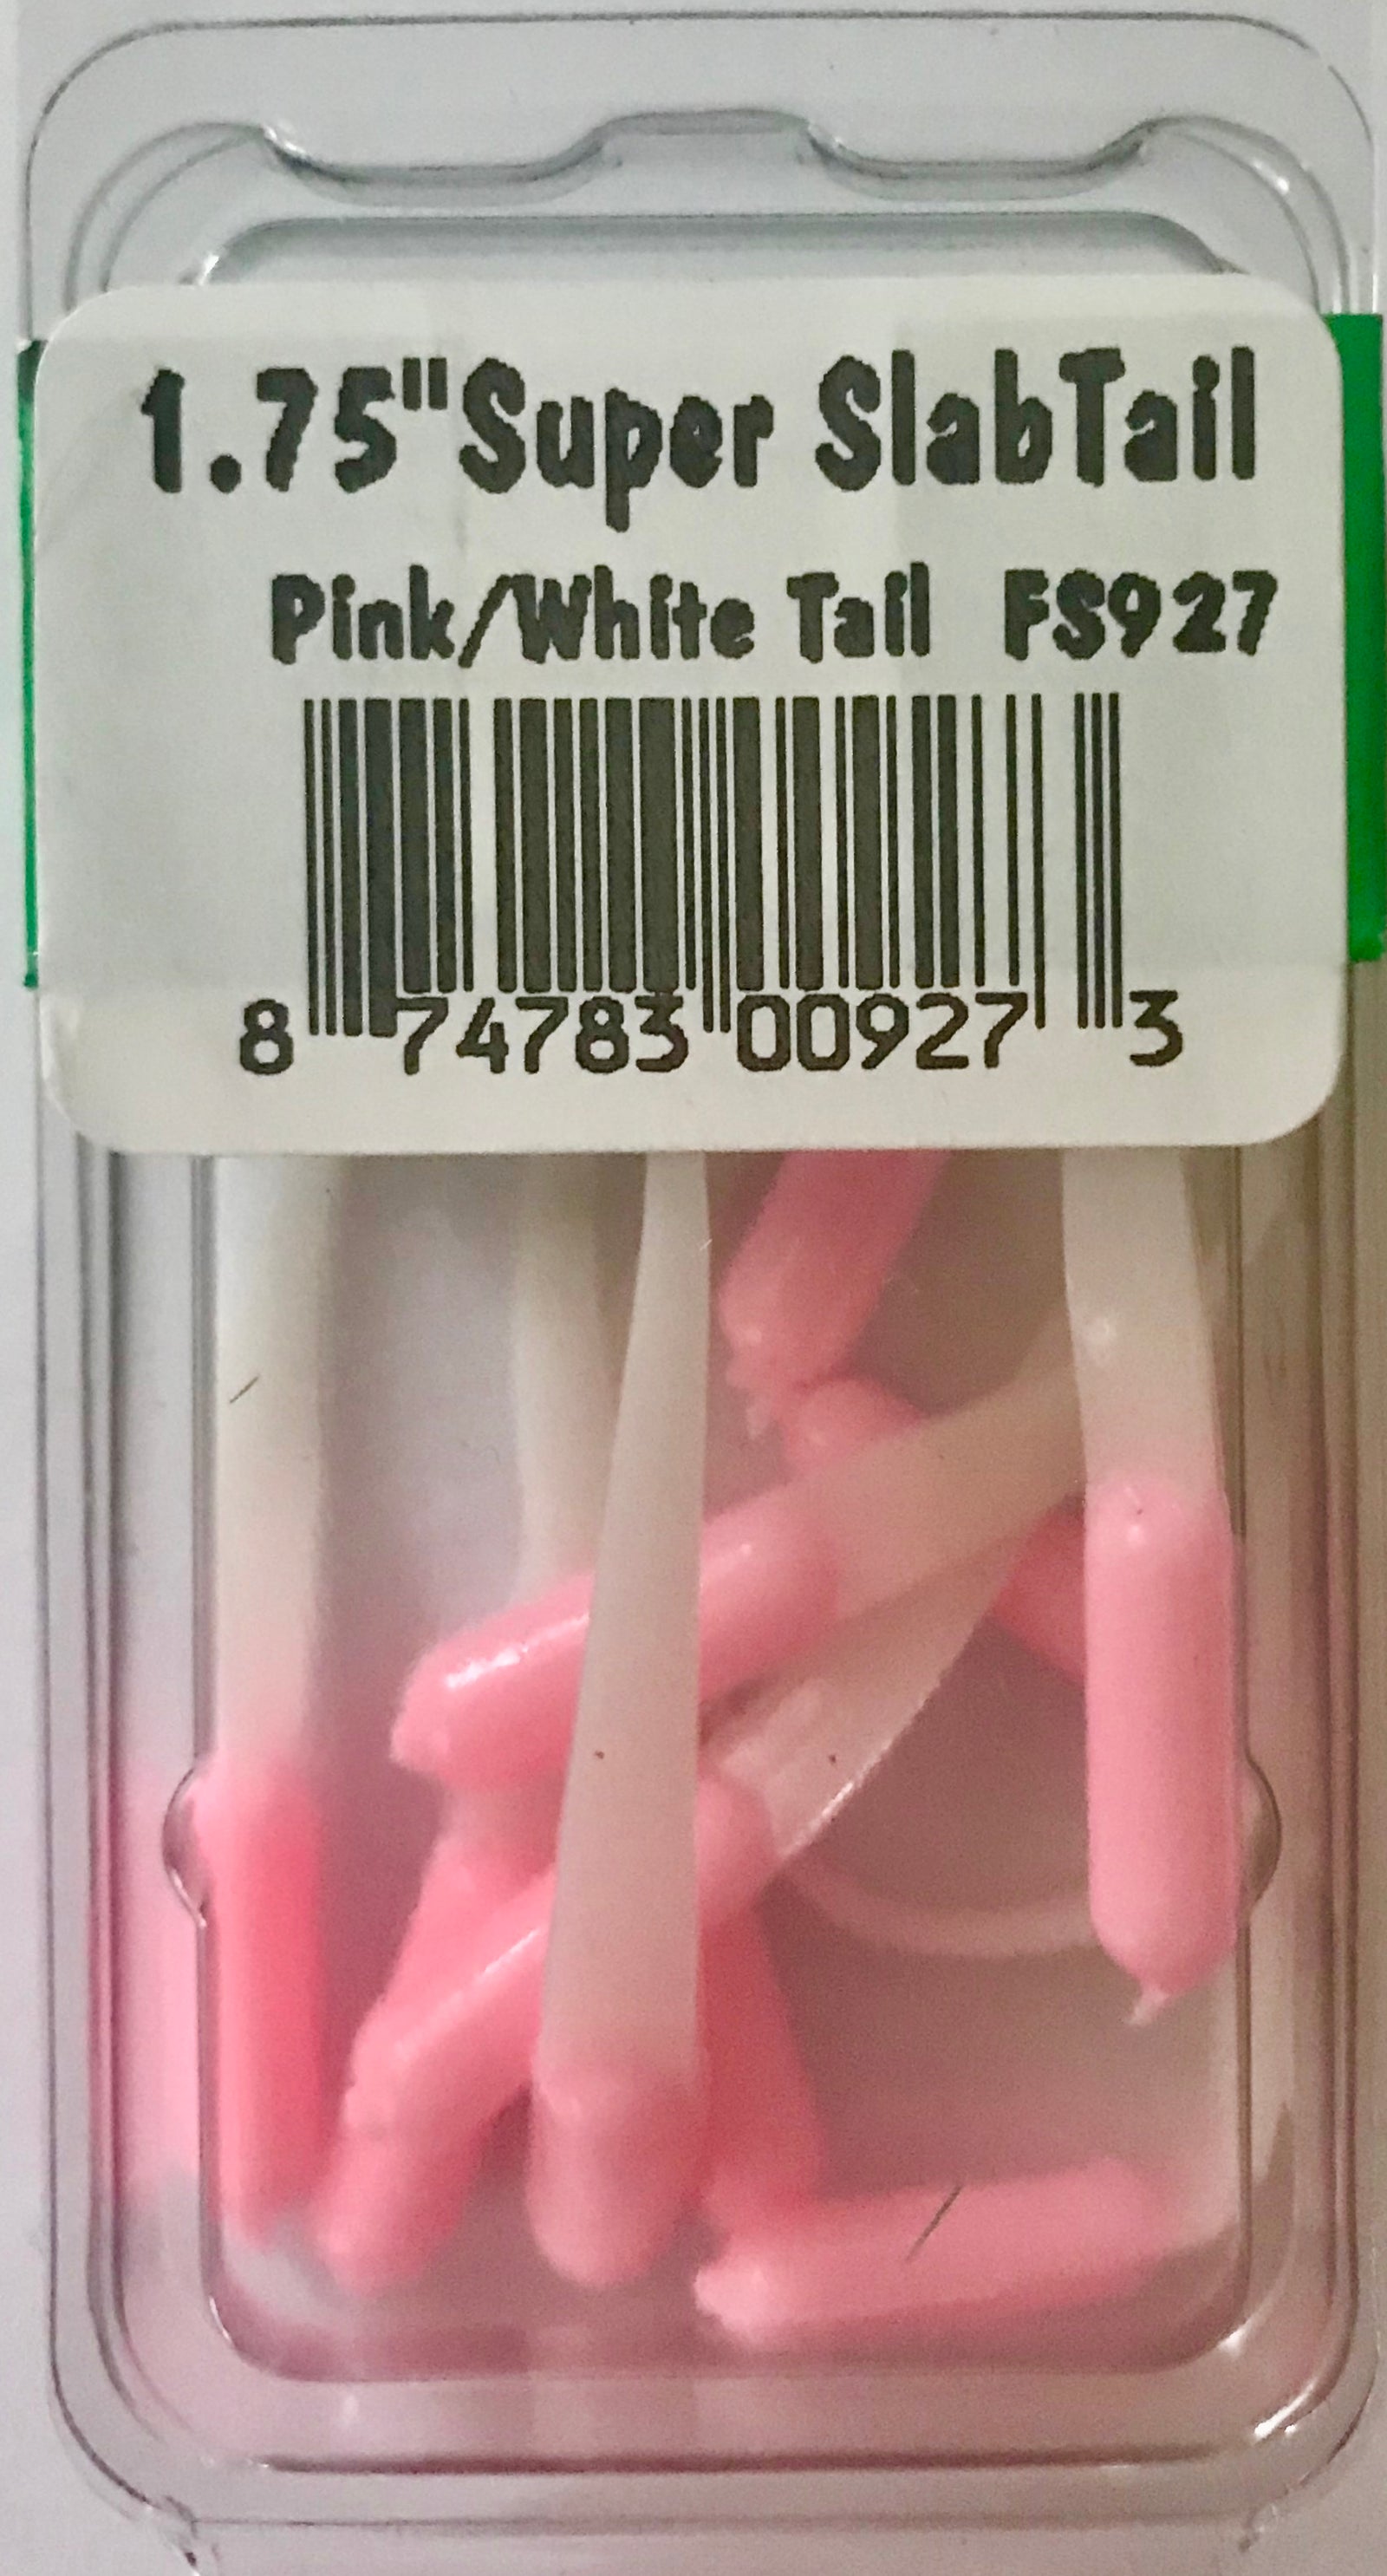 1.75"Super SlabTail
Pink/White Tail FS927
8 74783 00927 3